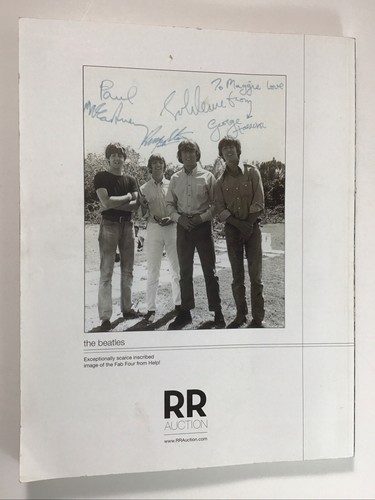 Paul
McCartney
To Maggie Love
from
George
Harrison
the beatles
Exceptionally scarce inscribed
image of the Fab Four from Help!
RR
AUCTION
www.RRAuction.com